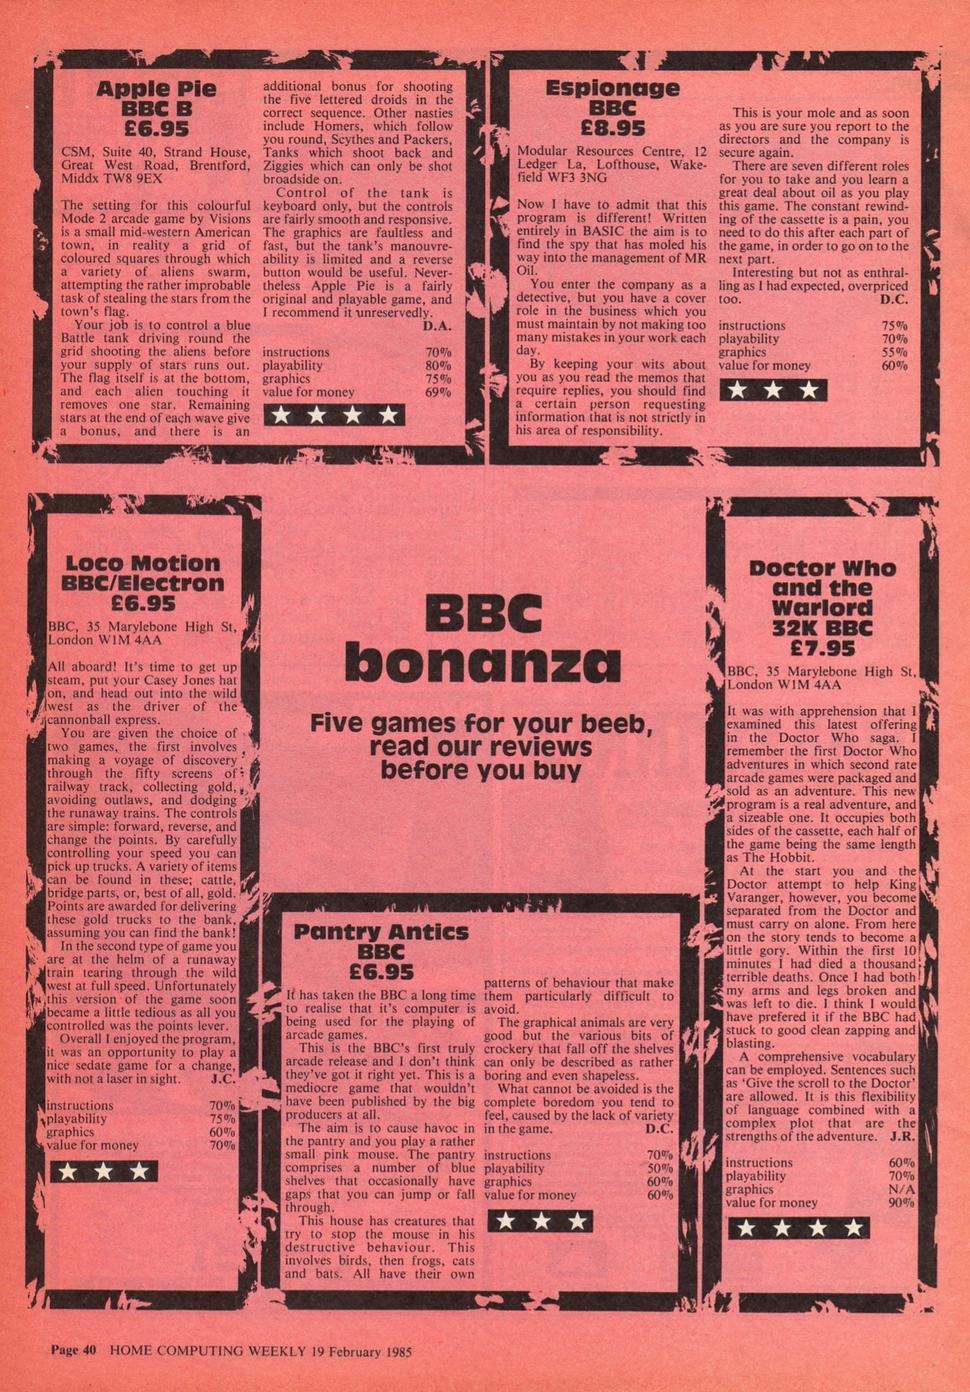 Apple Pie
BBC B
£6.95
CSM, Suite 40, Strand House,
Great West Road, Brentford,
Middx TW8 9EX
The setting for this colourful
Mode 2 arcade game by Visions
is a small mid-western American
town, in reality a grid of
coloured squares through which
a variety of aliens swarm,
attempting the rather improbable
task of stealing the stars from the
town's flag.
Your job is to control a blue
Battle tank driving round the
grid shooting the aliens before
your supply of stars runs out.
The flag itself is at the bottom,
and each alien touching it
removes one star. Remaining
stars at the end of each wave give
a bonus, and there is an
additional bonus for shooting
the five lettered droids in the
correct sequence. Other nasties
include Homers, which follow
you round, Scythes and Packers,
Tanks which shoot back and
Ziggies which can only be shot
broadside on.
Control of the tank is
keyboard only, but the controls
are fairly smooth and responsive.
The graphics are faultless and
fast, but the tank's manouvre-
ability is limited and a reverse
button would be useful. Never-
theless Apple Pie is a fairly
original and playable game, and
I recommend it unreservedly.
D.A.
instructions 70%
playability 80%
graphics 75%
value for money 69%
★ ★ ★ ★
Espionage
BBC
£8.95
Modular Resources Centre, 12
Ledger La, Lofthouse, Wake-
field WF3 3NG
Now I have to admit that this
program is different! Written
entirely in BASIC the aim is to
find the spy that has moled his
way into the management of MR
Oil.
You enter the company as a
detective, but you have a cover
role in the business which you
must maintain by not making too
many mistakes in your work each
day.
By keeping your wits about
you as you read the memos that
require replies, you should find
a certain person requesting
information that is not strictly in
his area of responsibility.
This is your mole and as soon
as you are sure you report to the
directors and the company is
secure again.
There are seven different roles
for you to take and you learn a
great deal about oil as you play
this game. The constant rewind-
ing of the cassette is a pain, you
need to do this after each part of
the game, in order to go on to the
next part.
Interesting but not as enthral-
ling as I had expected, overpriced
too. D.C.
instructions 75%
playability 70%
graphics 55%
value for money 60%
★ ★ ★
Loco Motion
BBC/Electron
£6.95
BBC, 35 Marylebone High St,
London W1M 4AA
All aboard! It's time to get up
steam, put your Casey Jones hat
on, and head out into the wild
west as the driver of the
cannonball express.
You are given the choice of
two games, the first involves
making a voyage of discovery
through the fifty screens of
railway track, collecting gold,
avoiding outlaws, and dodging
the runaway trains. The controls
are simple: forward, reverse, and
change the points. By carefully
controlling your speed you can
pick up trucks. A variety of items
can be found in these; cattle,
bridge parts, or, best of all, gold.
Points are awarded for delivering
these gold trucks to the bank,
assuming you can find the bank!
In the second type of game you
are at the helm of a runaway
train tearing through the wild
west at full speed. Unfortunately
this version of the game soon
became a little tedious as all you
controlled was the points lever.
Overall I enjoyed the program,
it was an opportunity to play a
nice sedate game for a change,
with not a laser in sight. J.C.
instructions 70%
playability 75%
graphics 60%
value for money 70%
★ ★ ★
BBC
bonanza
Five games for your beeb,
read our reviews
before you buy
Pantry Antics
BBC
£6.95
It has taken the BBC a long time
to realise that it's computer is
being used for the playing of
arcade games.
This is the BBC's first truly
arcade release and I don't think
they've got it right yet. This is a
mediocre game that wouldn't
have been published by the big
producers at all.
The aim is to cause havoc in
the pantry and you play a rather
small pink mouse. The pantry
comprises a number of blue
shelves that occasionally have
gaps that you can jump or fall
through.
This house has creatures that
try to stop the mouse in his
destructive behaviour. This
involves birds, then frogs, cats
and bats. All have their own
patterns of behaviour that make
them particularly difficult to
avoid.
The graphical animals are very
good but the various bits of
crockery that fall off the shelves
can only be described as rather
boring and even shapeless.
What cannot be avoided is the
complete boredom you tend to
feel, caused by the lack of variety
in the game. D.C.
instructions 70%
playability 50%
graphics 60%
value for money 60%
★ ★ ★
Doctor Who
and the
Warlord
32K BBC
£7.95
BBC, 35 Marylebone High St,
London W1M 4AA
It was with apprehension that I
examined this latest offering
in the Doctor Who saga. I
remember the first Doctor Who
adventures in which second rate
arcade games were packaged and
sold as an adventure. This new
program is a real adventure, and
a sizeable one. It occupies both
sides of the cassette, each half of
the game being the same length
as The Hobbit.
At the start you and the
Doctor attempt to help King
Varanger, however, you become
separated from the Doctor and
must carry on alone. From here
on the story tends to become a
little gory. Within the first 10
minutes I had died a thousand
terrible deaths. Once I had both
my arms and legs broken and
was left to die. I think I would
have prefered it if the BBC had
stuck to good clean zapping and
blasting.
A comprehensive vocabulary
can be employed. Sentences such
as 'Give the scroll to the Doctor'
are allowed. It is this flexibility
of language combined with a
complex plot that are the
strengths of the adventure. J.R.
instructions 60%
playability 70%
graphics N/A
value for money 90%
★ ★ ★ ★
Page 40 HOME COMPUTING WEEKLY 19 February 1985